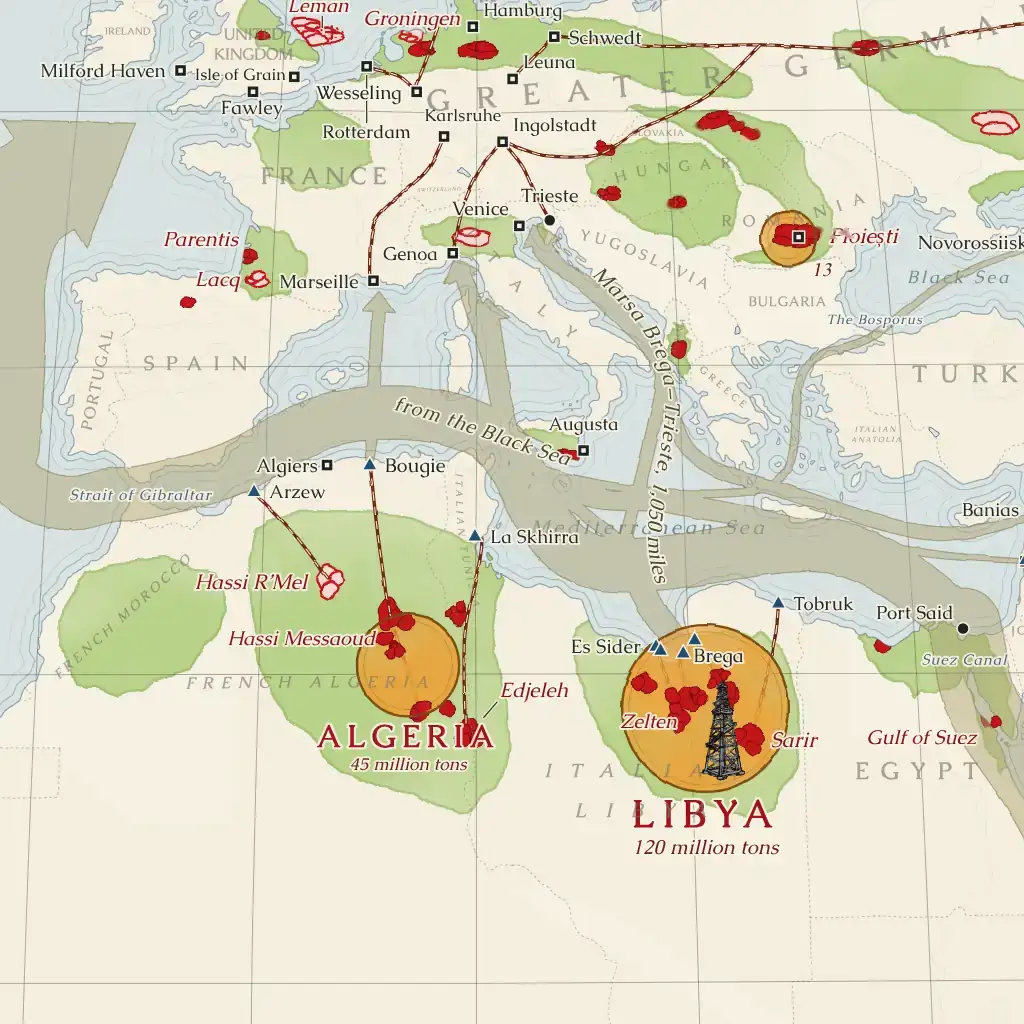 Leman
Groningen
Hamburg
IRELAND
UNITED
KINGDOM
Schwedt
Milford Haven
Isle of Grain
Leuna
Fawley
Wesseling
GREATER GERMA
Rotterdam
Karlsruhe
Ingolstadt
SLOVAKIA
FRANCE
HUNGARY
SWITZERLAND
Venice
Trieste
ROMANIA
Parentis
Genoa
YUGOSLAVIA
Ploiești
13
Novorossiisk
Lacq
Marseille
ITALY
Black Sea
BULGARIA
The Bosporus
PORTUGAL
SPAIN
Marsa Brega–Trieste, 1,050 miles
GREECE
TURK
from the Black Sea
Augusta
ITALIAN
ANATOLIA
Algiers
Bougie
Strait of Gibraltar
Arzew
Banias
La Skhirra
Mediterranean Sea
ITALIAN TUNISIA
Hassi R'Mel
FRENCH MOROCCO
Tobruk
Port Said
JO
Hassi Messaoud
Es Sider
Brega
Suez Canal
FRENCH ALGERIA
Edjeleh
Zelten
Sarir
Gulf of Suez
ALGERIA
45 million tons
ITALIAN
LIBYA
EGYPT
LIBYA
120 million tons